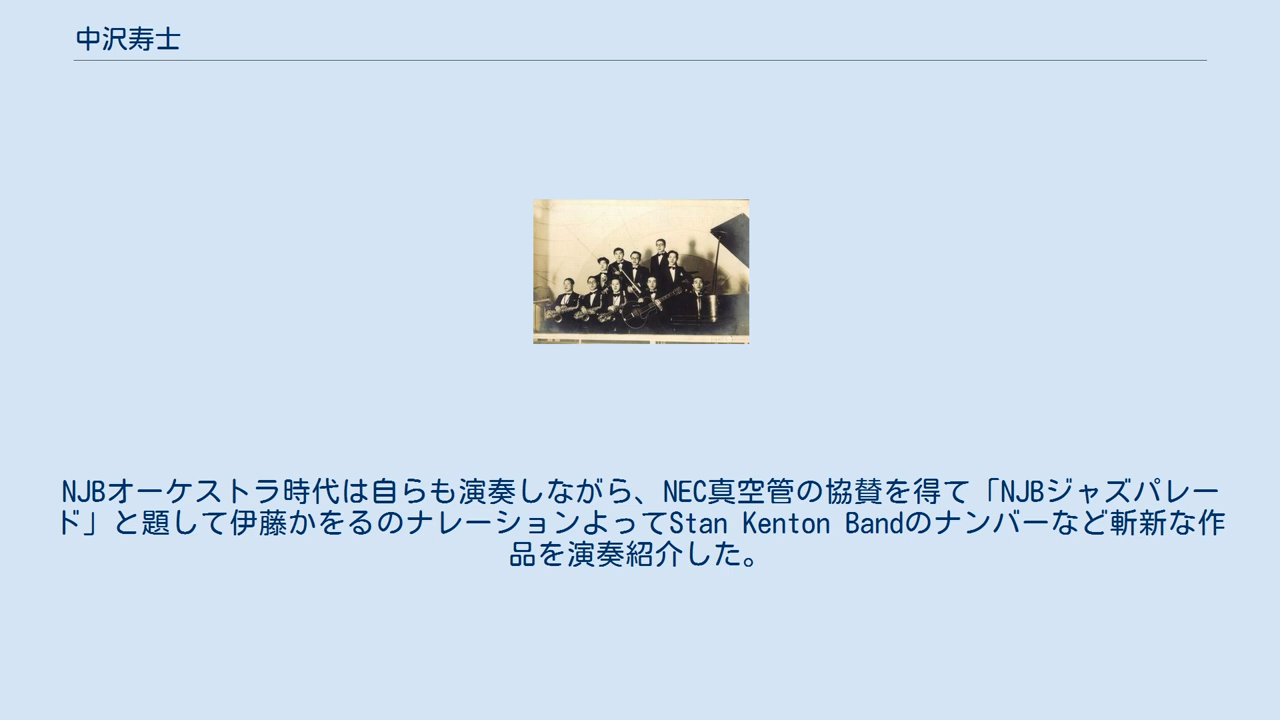 中沢寿士
NJBオーケストラ時代は自らも演奏しながら、NEC真空管の協賛を得て「NJBジャズパレー
ド」と題して伊藤かをるのナレーションよってStan Kenton Bandのナンバーなど斬新な作
品を演奏紹介した。